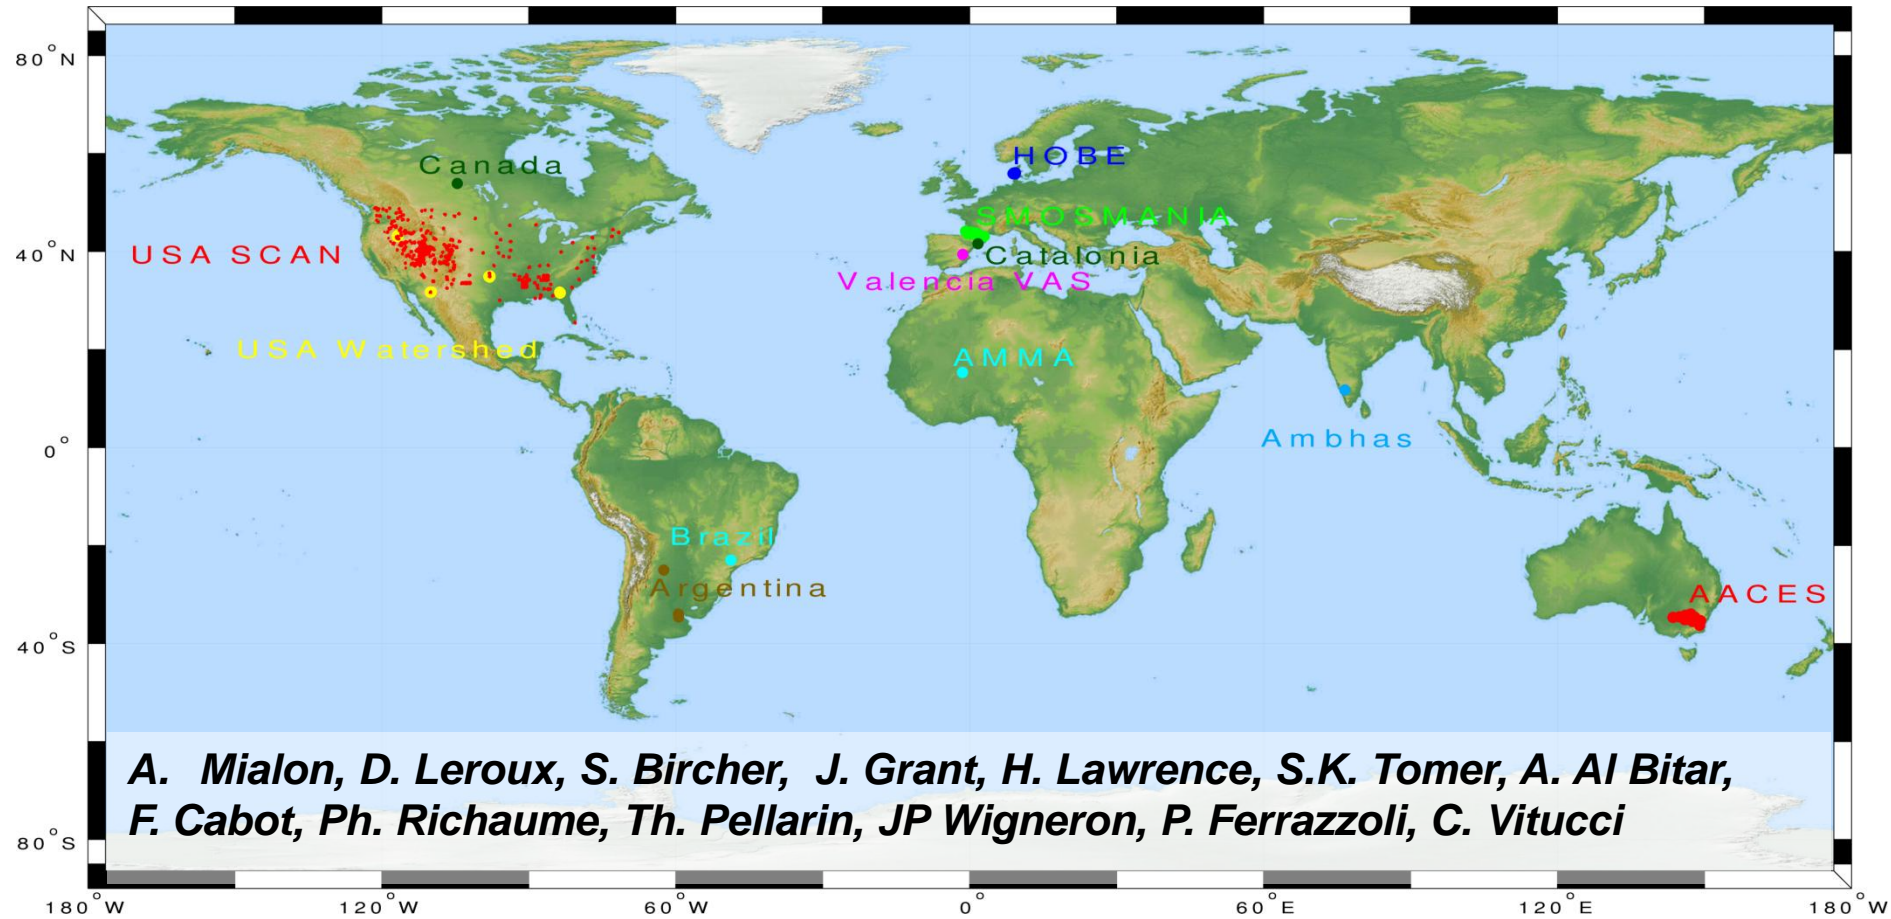 80°N
Canada
HOBE
SMOSMANIA
40°N
USA SCAN
Catalonia
Valencia VAS
USA Watershed
AMMA
Ambhas
0°
Brazil
Argentina
AACES
40°S
A. Mialon, D. Leroux, S. Bircher, J. Grant, H. Lawrence, S.K. Tomer, A. Al Bitar,
F. Cabot, Ph. Richaume, Th. Pellarin, JP Wigneron, P. Ferrazzoli, C. Vitucci
80°S
180°W 120°W 60°W 0° 60°E 120°E 180°W